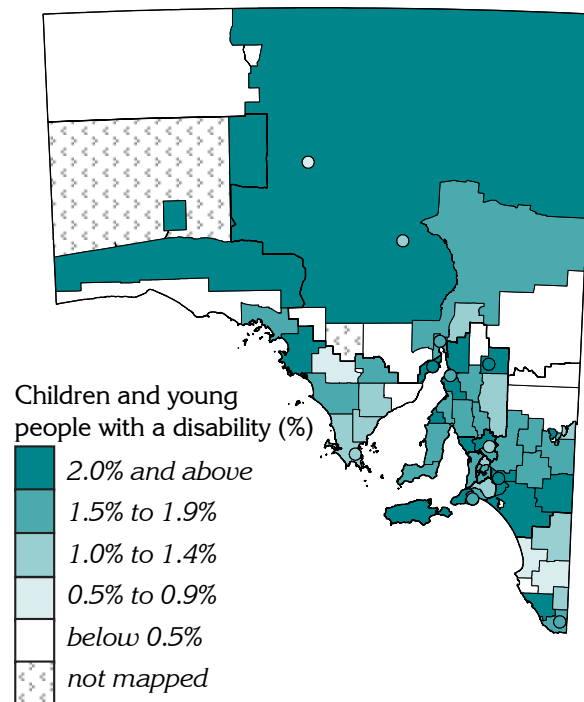 Children and young
people with a disability (%)
2.0% and above
1.5% to 1.9%
1.0% to 1.4%
0.5% to 0.9%
below 0.5%
not mapped